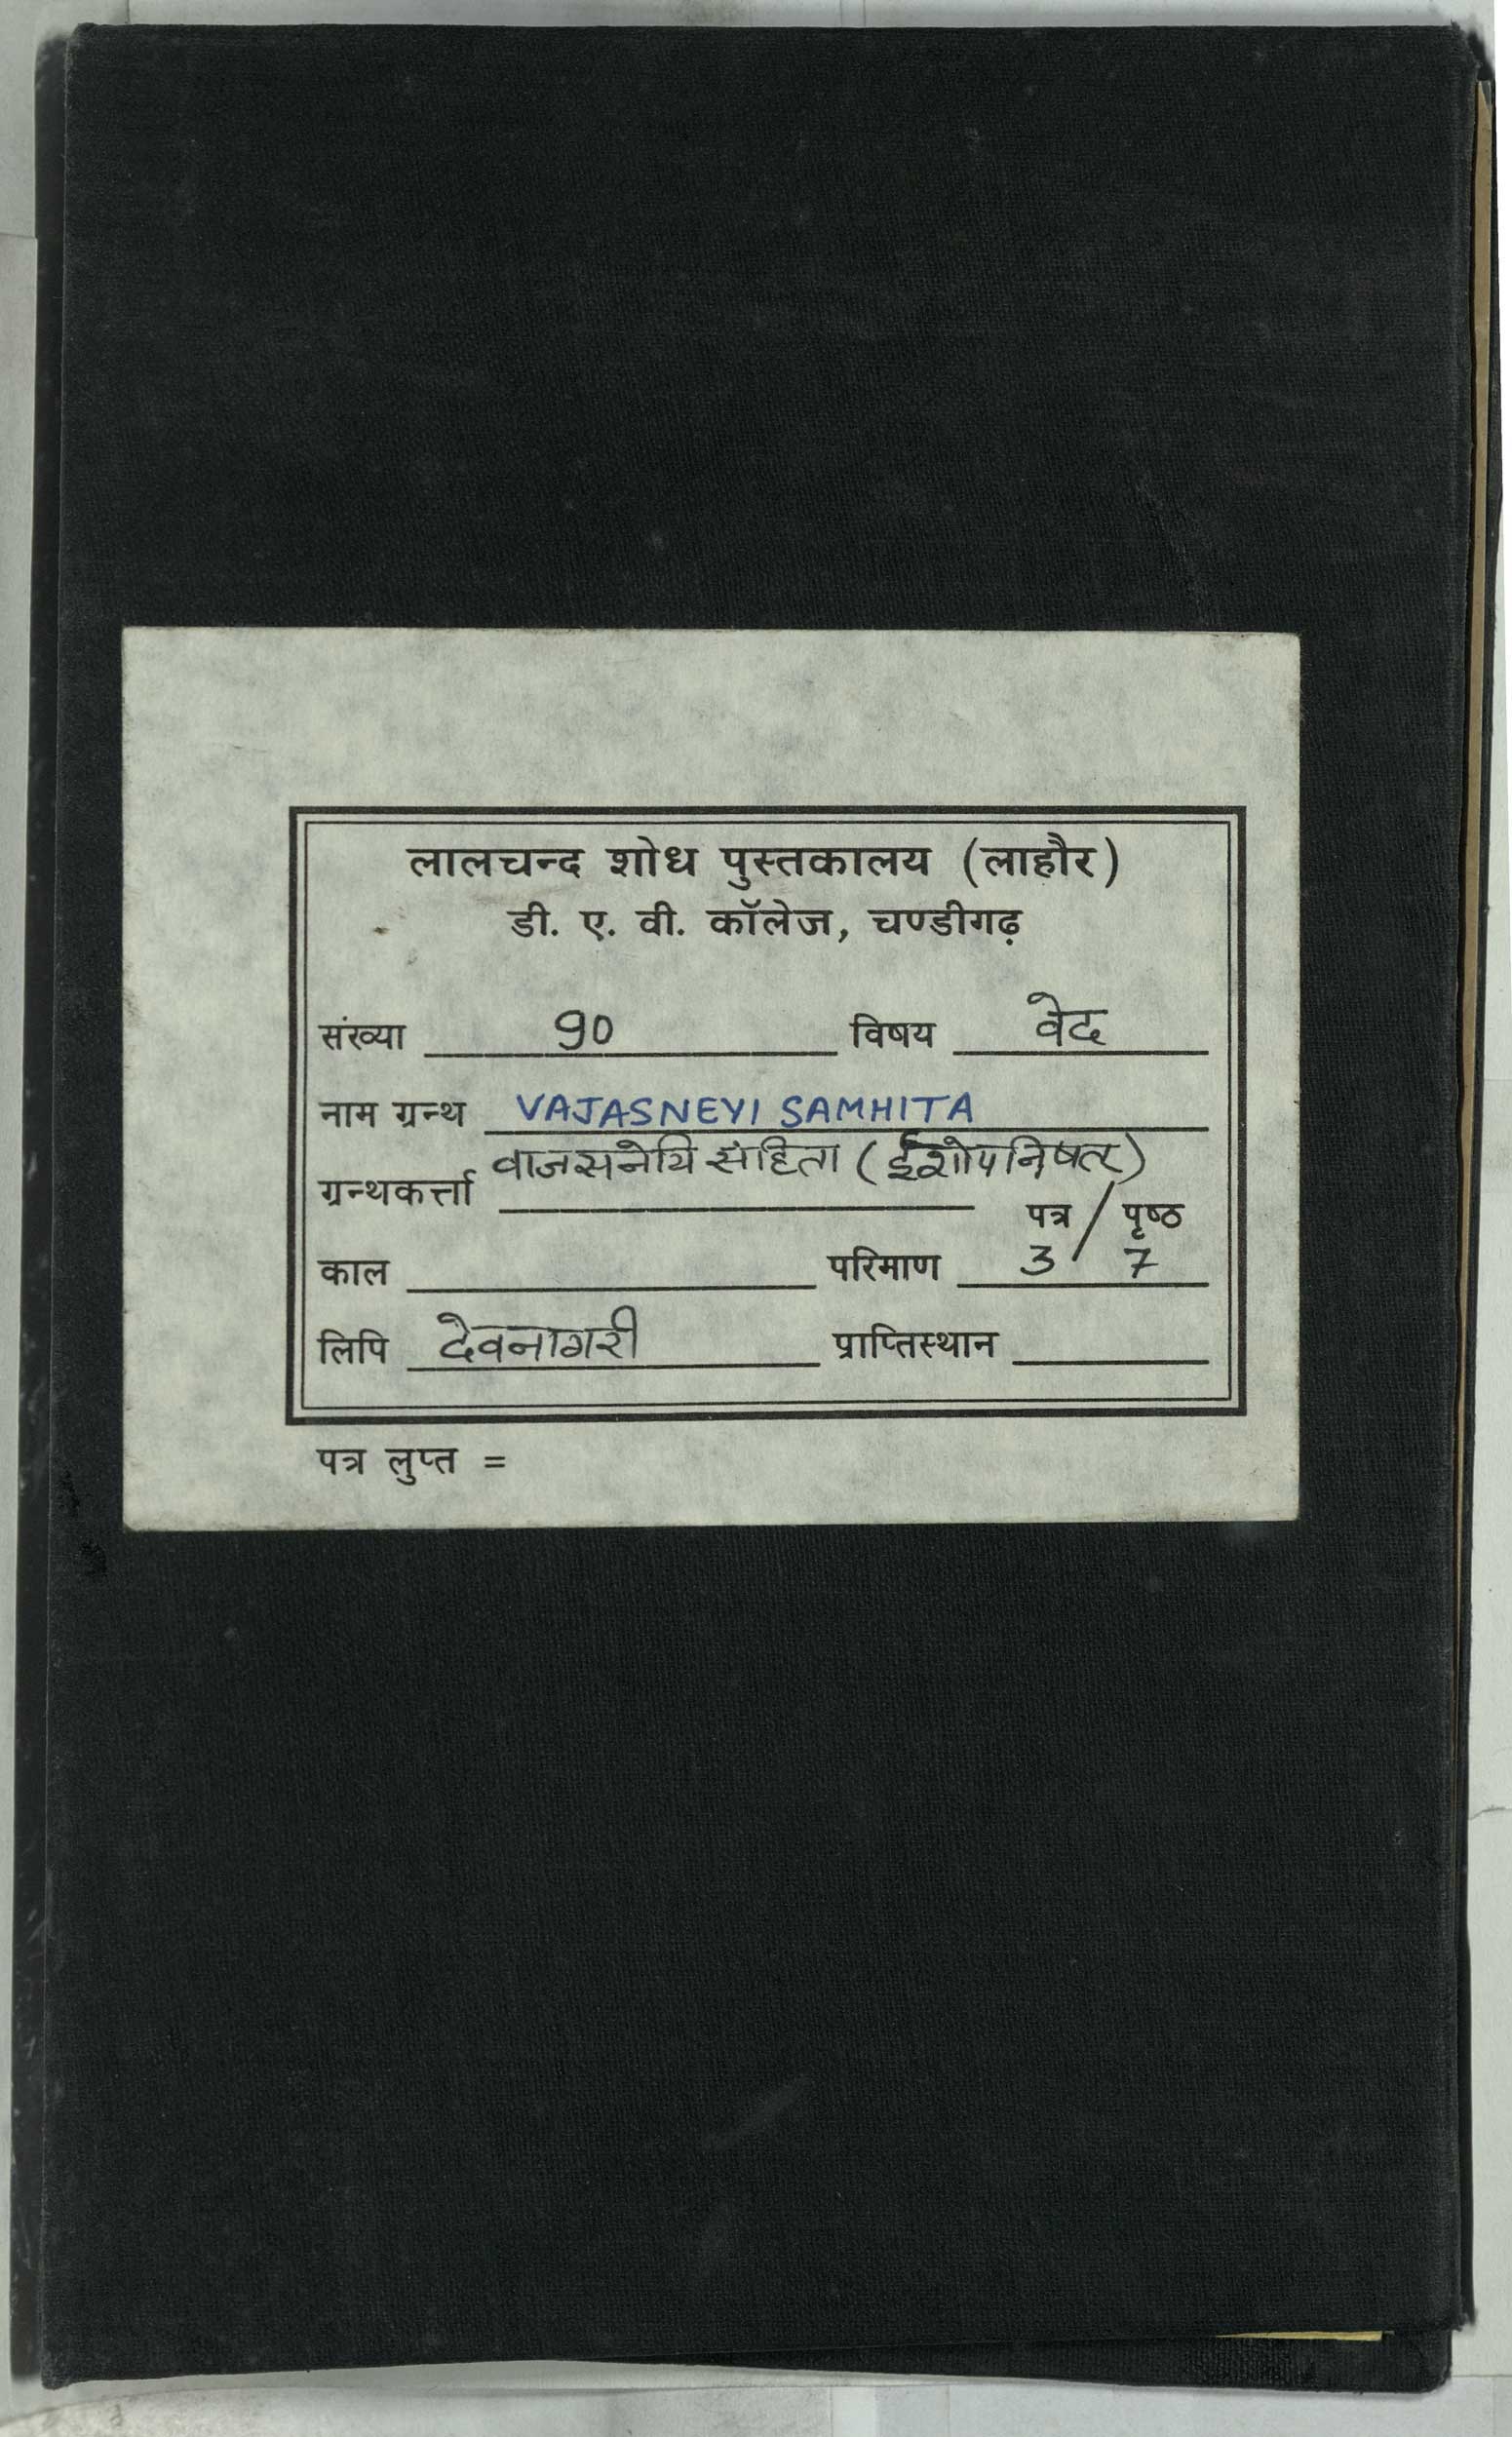 लालचन्द शोध पुस्तकालय (लाहौर)
डी. ए. वी. कॉलेज, चण्डीगढ़
संख्या 90 विषय वेद
नाम ग्रन्थ VAJASNEYI SAMHITA
वाजसनेयि संहिता (ईशोपनिषत्)
ग्रन्थकर्त्ता
पत्र / पृष्ठ
काल परिमाण 3 / 7
लिपि देवनागरी प्राप्तिस्थान
पत्र लुप्त =